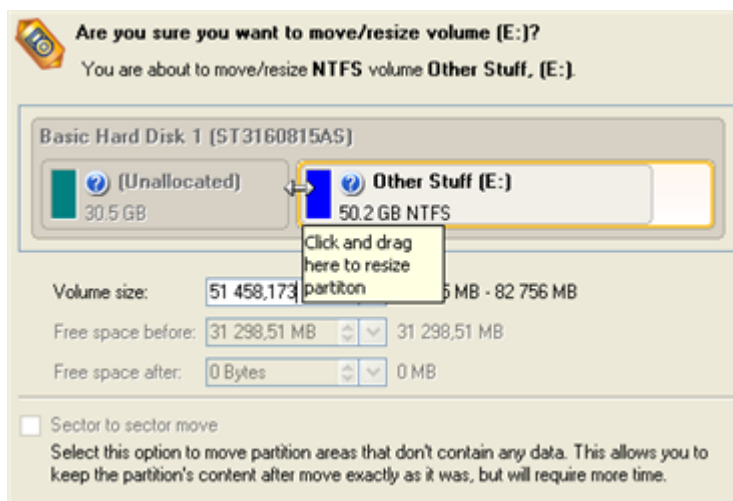 Are you sure you want to move/resize volume (E:)?
You are about to move/resize NTFS volume Other Stuff, (E:).
Basic Hard Disk 1 (ST3160815AS)
(Unallocated)
30.5 GB
Other Stuff (E:)
50.2 GB NTFS
Click and drag
here to resize
partiton
Volume size: 51 458,173 MB - 82 756 MB
Free space before: 31 298,51 MB 31 298,51 MB
Free space after: 0 Bytes 0 MB
Sector to sector move
Select this option to move partition areas that don't contain any data. This allows you to
keep the partition's content after move exactly as it was, but will require more time.